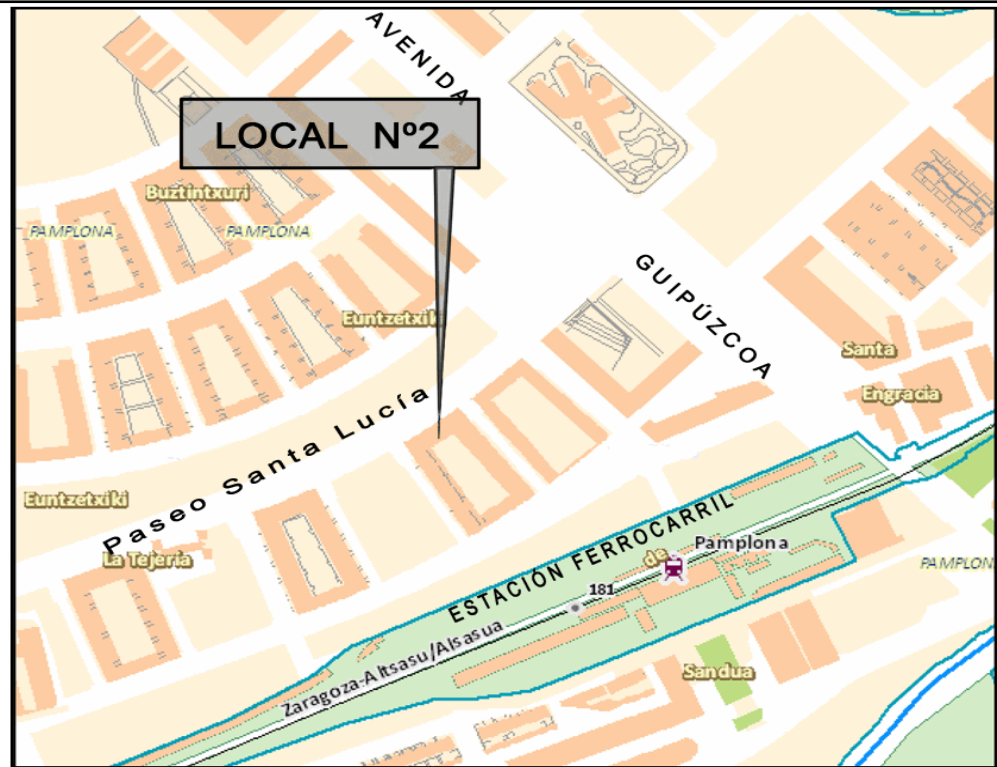 AVENIDA
LOCAL Nº2
Buztintxuri
PAMPLONA
PAMPLONA
GUIPÚZCOA
Euntzetxiki
Santa
Engracia
Paseo Santa Lucía
Euntzetxiki
La Tejería
ESTACIÓN FERROCARRIL
de
Pamplona
181
PAMPLON
Zaragoza-Altsasu/Alsasua
Sandua